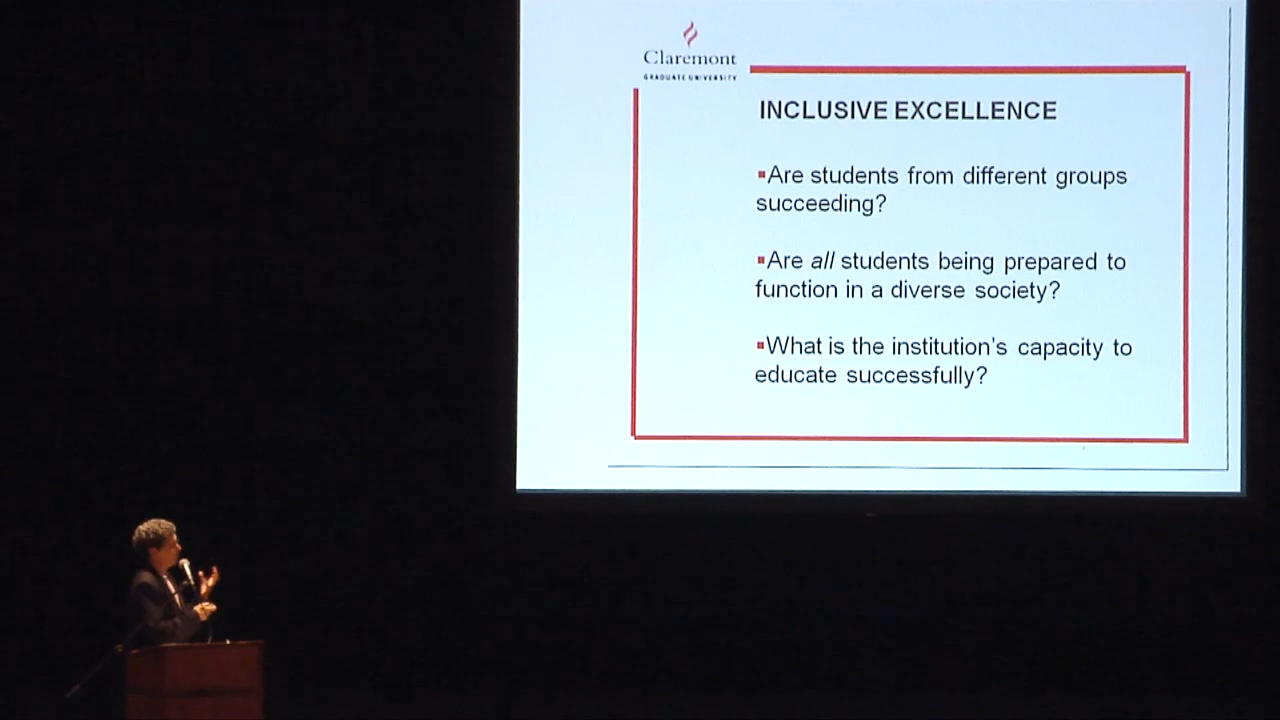 Claremont
GRADUATE UNIVERSITY
INCLUSIVE EXCELLENCE
▪Are students from different groups
succeeding?
▪Are all students being prepared to
function in a diverse society?
▪What is the institution's capacity to
educate successfully?